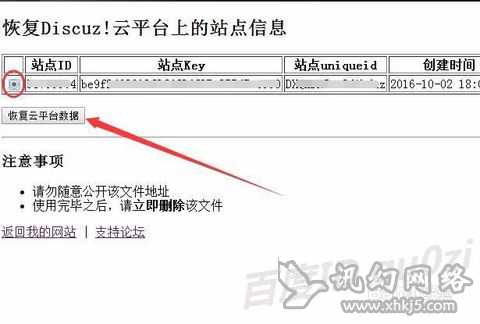 恢复Discuz!云平台上的站点信息
站点ID 站点Key 站点uniqueid 创建时间
4 be9f 2016-10-02 18:0
恢复云平台数据
注意事项
请勿随意公开该文件地址
使用完毕之后，请立即删除该文件
返回我的网站 | 支持论坛
百度ID
讯幻网络
www.xhkj5.com